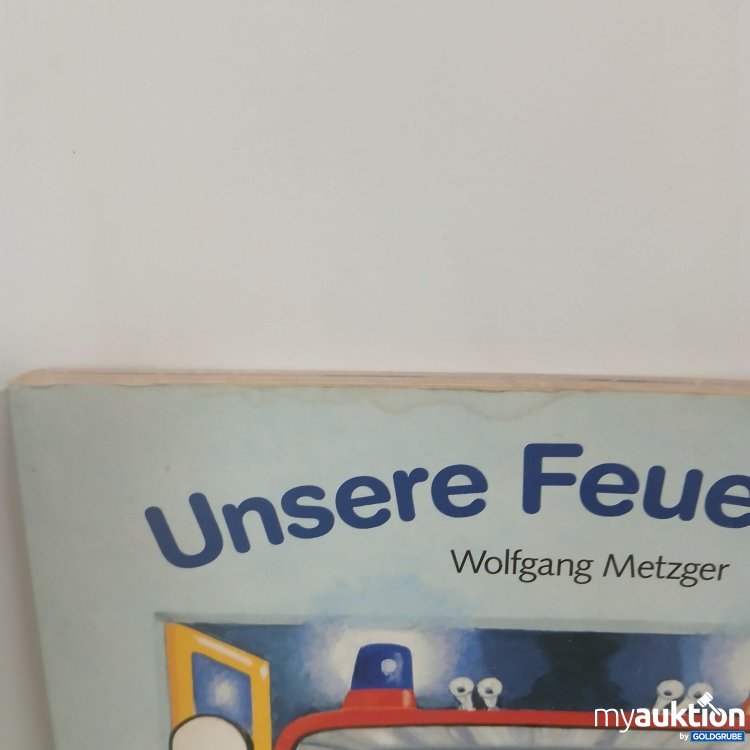 Unsere Feue
Wolfgang Metzger
myauktion
by GOLDGRUBE